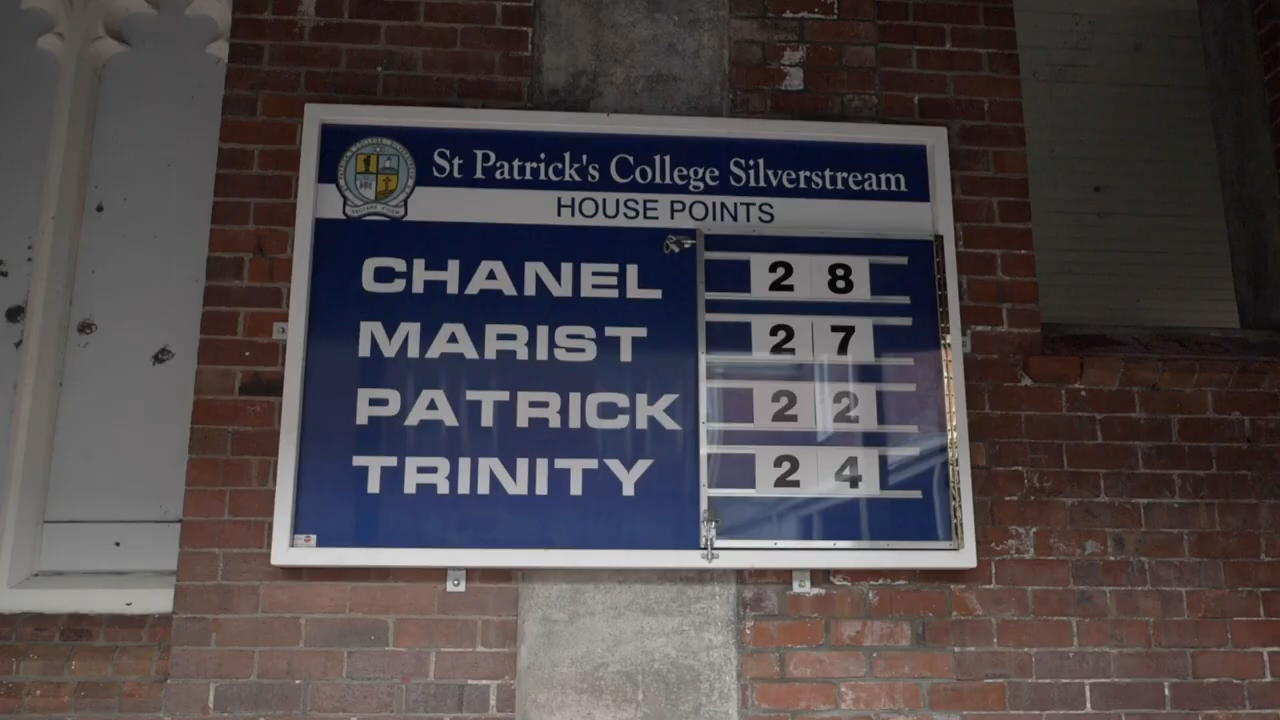 St Patrick's College Silverstream
HOUSE POINTS
CHANEL 28
MARIST 27
PATRICK 22
TRINITY 24